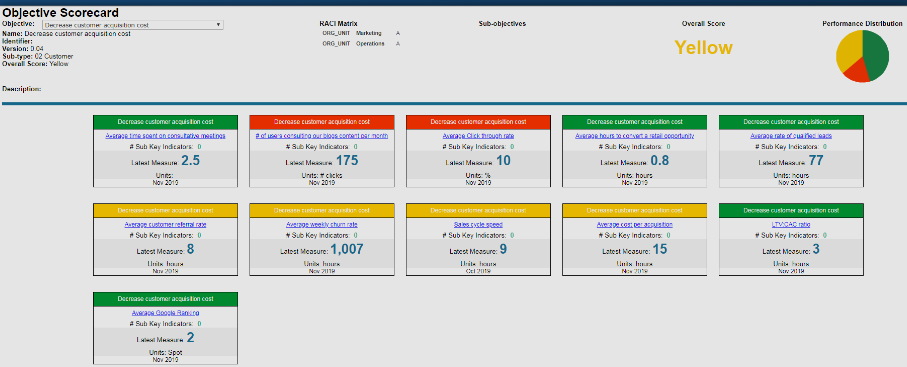 Objective Scorecard
Objective: Decrease customer acquisition cost
Name: Decrease customer acquisition cost
Identifier:
Version: 0.04
Sub-type: 02 Customer
Overall Score: Yellow
Description:
RACI Matrix
ORG_UNIT Marketing A
ORG_UNIT Operations A
Sub-objectives
Overall Score
Yellow
Performance Distribution
Decrease customer acquisition cost
Average time spent on consultative meetings
# Sub Key Indicators: 0
Latest Measure: 2.5
Units:
Nov 2019
Decrease customer acquisition cost
# of users consulting our blogs content per month
# Sub Key Indicators: 0
Latest Measure: 175
Units: # clicks
Nov 2019
Decrease customer acquisition cost
Average Click through rate
# Sub Key Indicators: 0
Latest Measure: 10
Units: %
Nov 2019
Decrease customer acquisition cost
Average hours to convert a retail opportunity
# Sub Key Indicators: 0
Latest Measure: 0.8
Units: hours
Nov 2019
Decrease customer acquisition cost
Average rate of qualified leads
# Sub Key Indicators: 0
Latest Measure: 77
Units: hours
Nov 2019
Decrease customer acquisition cost
Average customer referral rate
# Sub Key Indicators: 0
Latest Measure: 8
Units: hours
Nov 2019
Decrease customer acquisition cost
Average weekly churn rate
# Sub Key Indicators: 0
Latest Measure: 1,007
Units: hours
Nov 2019
Decrease customer acquisition cost
Sales cycle speed
# Sub Key Indicators: 0
Latest Measure: 9
Units: hours
Oct 2019
Decrease customer acquisition cost
Average cost per acquisition
# Sub Key Indicators: 0
Latest Measure: 15
Units: hours
Nov 2019
Decrease customer acquisition cost
LTV:CAC ratio
# Sub Key Indicators: 0
Latest Measure: 3
Units: hours
Nov 2019
Decrease customer acquisition cost
Average Google Ranking
# Sub Key Indicators: 0
Latest Measure: 2
Units: Spot
Nov 2019